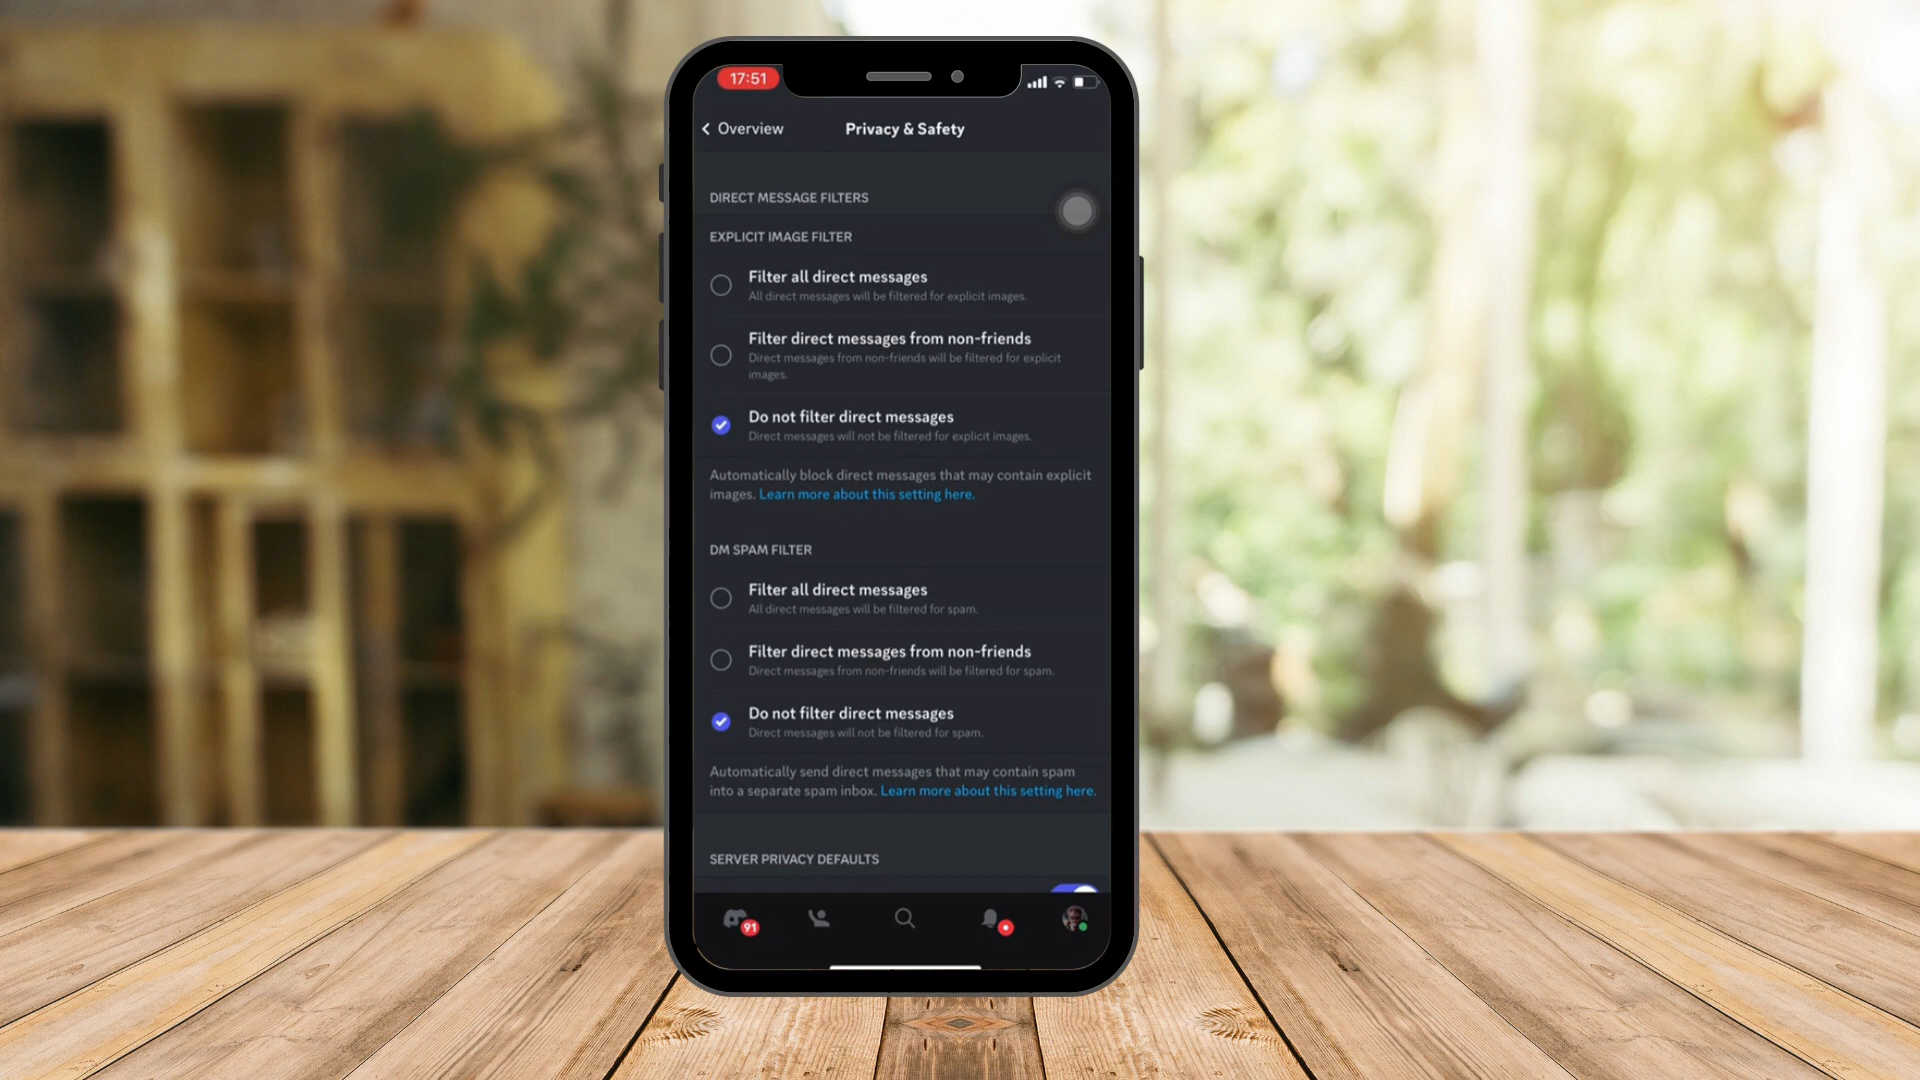 17:51
Overview
Privacy & Safety
DIRECT MESSAGE FILTERS
EXPLICIT IMAGE FILTER
Filter all direct messages
All direct messages will be filtered for explicit images.
Filter direct messages from non-friends
Direct messages from non-friends will be filtered for explicit
images.
Do not filter direct messages
Direct messages will not be filtered for explicit images.
Automatically block direct messages that may contain explicit
images. Learn more about this setting here.
DM SPAM FILTER
Filter all direct messages
All direct messages will be filtered for spam.
Filter direct messages from non-friends
Direct messages from non-friends will be filtered for spam.
Do not filter direct messages
Direct messages will not be filtered for spam.
Automatically send direct messages that may contain spam
into a separate spam inbox. Learn more about this setting here.
SERVER PRIVACY DEFAULTS
91